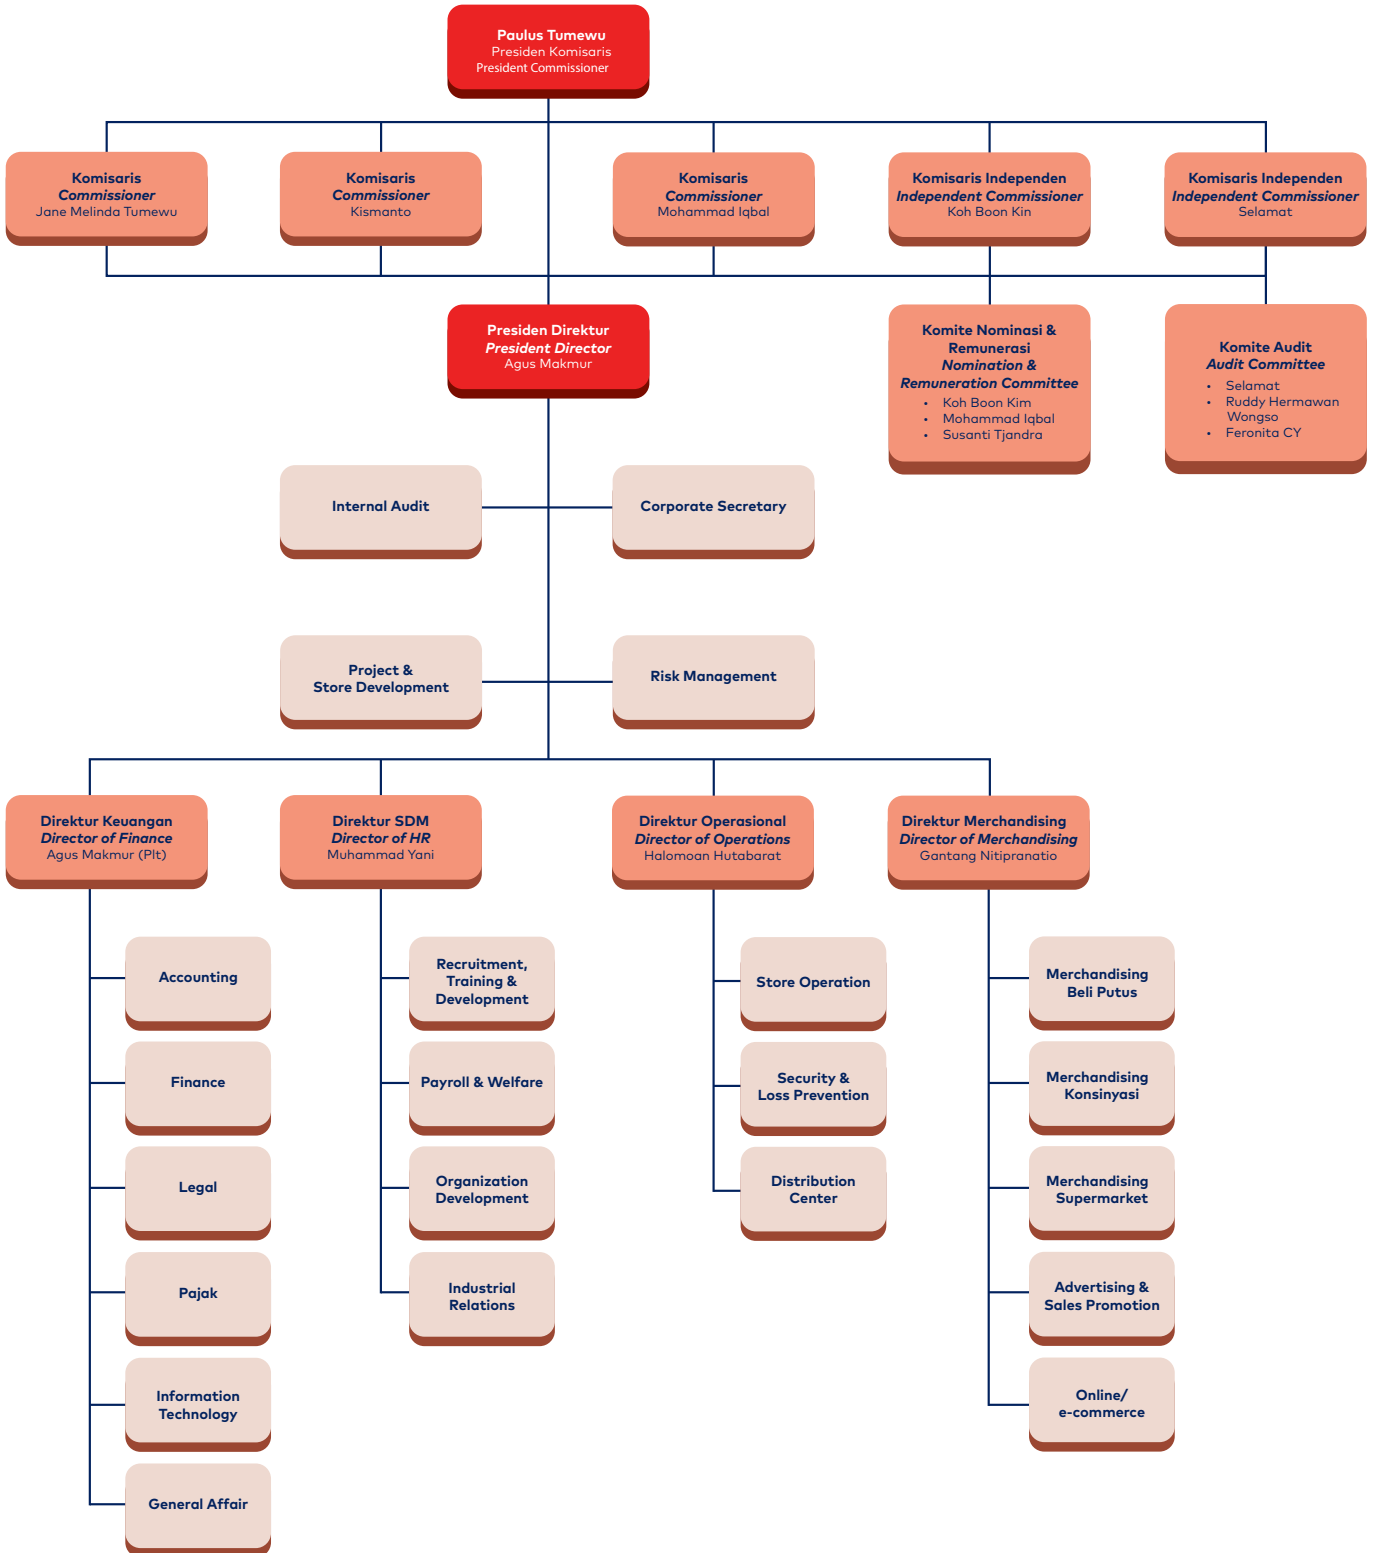 Paulus Tumewu
Presiden Komisaris
President Commissioner
Komisaris
Commissioner
Jane Melinda Tumewu
Komisaris
Commissioner
Kismanto
Komisaris
Commissioner
Mohammad Iqbal
Komisaris Independen
Independent Commissioner
Koh Boon Kin
Komisaris Independen
Independent Commissioner
Selamat
Presiden Direktur
President Director
Agus Makmur
Komite Nominasi &
Remunerasi
Nomination &
Remuneration Committee
• Koh Boon Kim
• Mohammad Iqbal
• Susanti Tjandra
Komite Audit
Audit Committee
• Selamat
• Ruddy Hermawan
Wongso
• Feronita CY
Internal Audit
Corporate Secretary
Project &
Store Development
Risk Management
Direktur Keuangan
Director of Finance
Agus Makmur (Plt)
Direktur SDM
Director of HR
Muhammad Yani
Direktur Operasional
Director of Operations
Halomoan Hutabarat
Direktur Merchandising
Director of Merchandising
Gantang Nitipranatio
Accounting
Finance
Legal
Pajak
Information
Technology
General Affair
Recruitment,
Training &
Development
Payroll & Welfare
Organization
Development
Industrial
Relations
Store Operation
Security &
Loss Prevention
Distribution
Center
Merchandising
Beli Putus
Merchandising
Konsinyasi
Merchandising
Supermarket
Advertising &
Sales Promotion
Online/
e-commerce